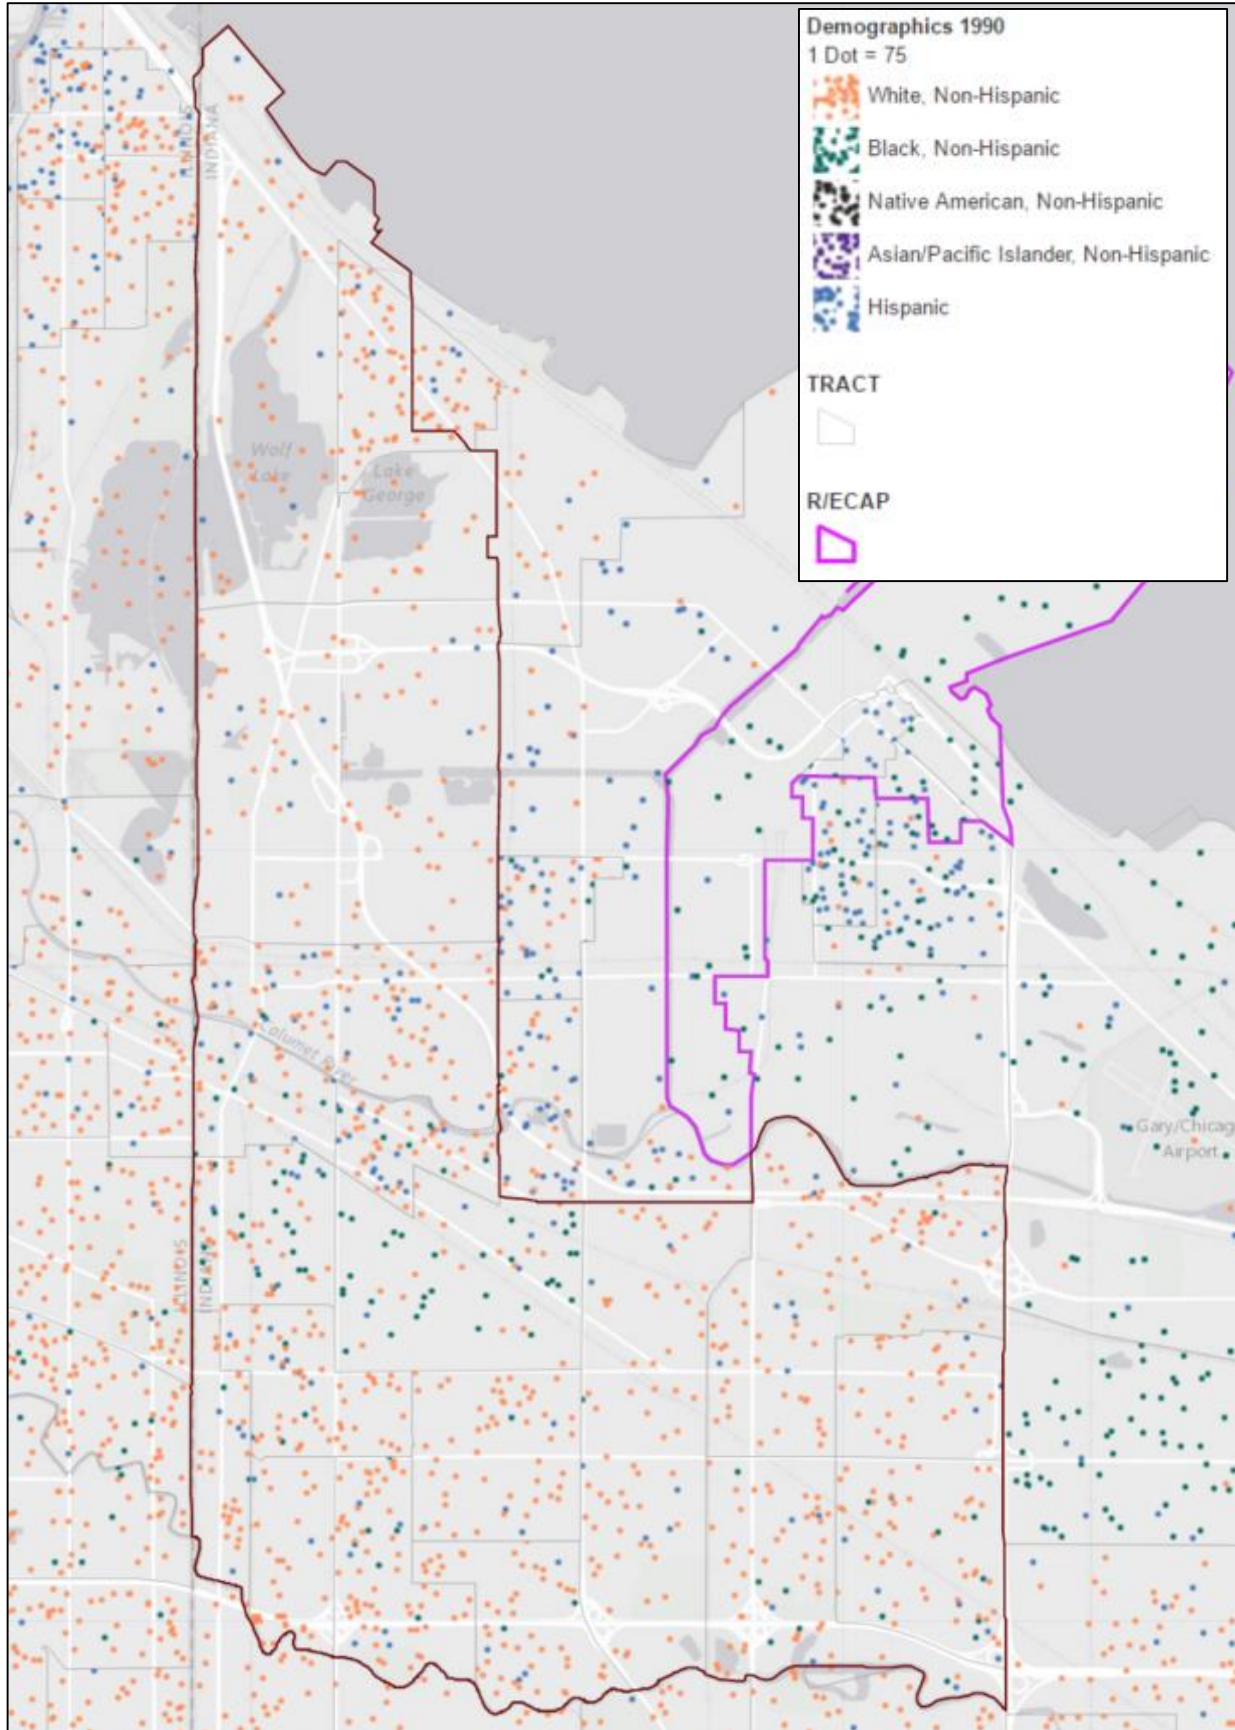 Demographics 1990
1 Dot = 75
White, Non-Hispanic
Black, Non-Hispanic
Native American, Non-Hispanic
Asian/Pacific Islander, Non-Hispanic
Hispanic
TRACT
R/ECAP
ILLINOIS
INDIANA
Wolf
Lake
Lake
George
Calumet River
Gary/Chicag
Airport
ILLINOIS
INDIANA